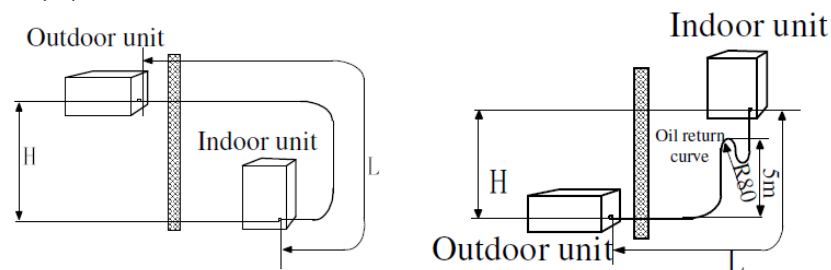 Outdoor unit
Indoor unit
H
L
Indoor unit
Oil return
curve
R80
5m
H
Outdoor unit
L